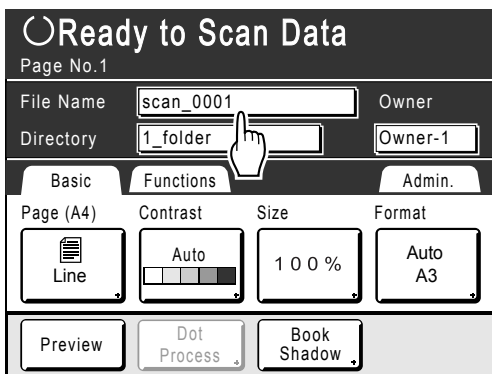 Ready to Scan Data
Page No.1
File Name scan_0001 Owner
Directory 1_folder Owner-1
Basic Functions Admin.
Page (A4) Contrast Size Format
Line Auto 100% Auto
A3
Preview Dot
Process Book
Shadow